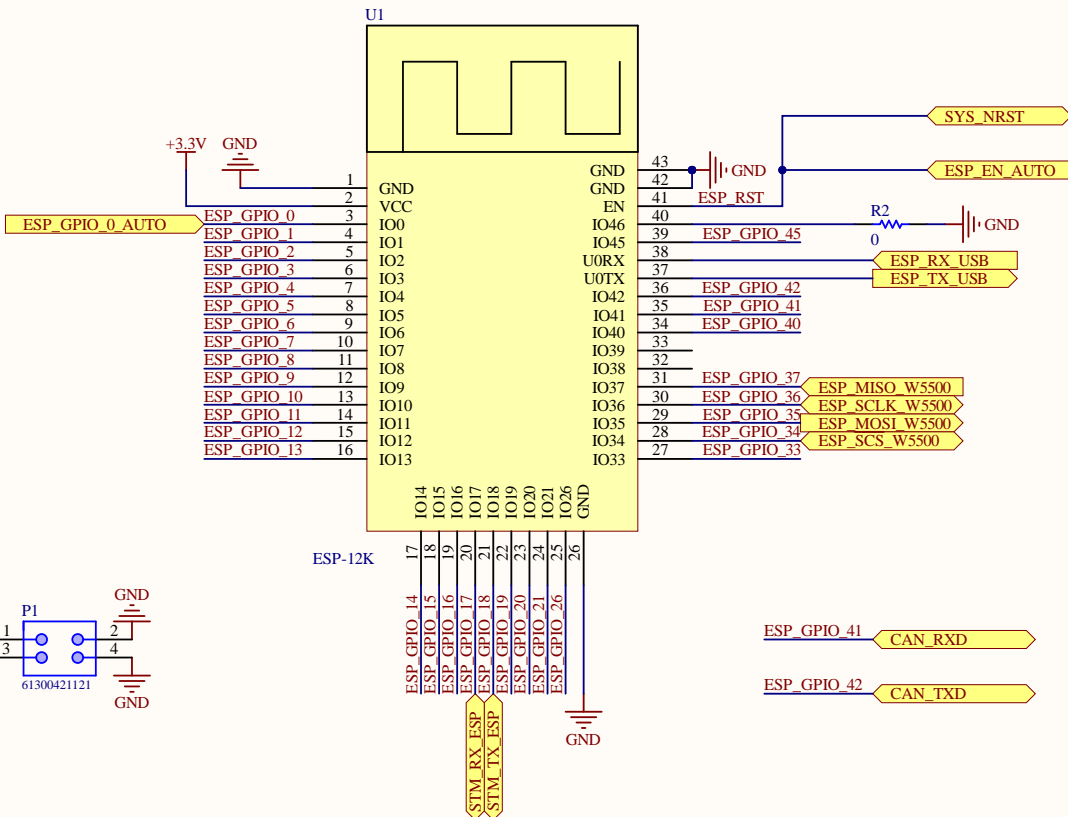 U1
+3.3V
GND
1
GND
2
VCC
ESP_GPIO_0_AUTO
ESP_GPIO_0
3
IO0
ESP_GPIO_1
4
IO1
ESP_GPIO_2
5
IO2
ESP_GPIO_3
6
IO3
ESP_GPIO_4
7
IO4
ESP_GPIO_5
8
IO5
ESP_GPIO_6
9
IO6
ESP_GPIO_7
10
IO7
ESP_GPIO_8
11
IO8
ESP_GPIO_9
12
IO9
ESP_GPIO_10
13
IO10
ESP_GPIO_11
14
IO11
ESP_GPIO_12
15
IO12
ESP_GPIO_13
16
IO13
GND
43
GND
GND
42
EN
41
ESP_RST
SYS_NRST
ESP_EN_AUTO
IO46
40
R2
0
GND
IO45
39
ESP_GPIO_45
U0RX
38
ESP_RX_USB
U0TX
37
ESP_TX_USB
IO42
36
ESP_GPIO_42
IO41
35
ESP_GPIO_41
IO40
34
ESP_GPIO_40
IO39
33
IO38
32
IO37
31
ESP_GPIO_37
ESP_MISO_W5500
IO36
30
ESP_GPIO_36
ESP_SCLK_W5500
IO35
29
ESP_GPIO_35
ESP_MOSI_W5500
IO34
28
ESP_GPIO_34
ESP_SCS_W5500
IO33
27
ESP_GPIO_33
IO14
17
ESP_GPIO_14
IO15
18
ESP_GPIO_15
IO16
19
ESP_GPIO_16
IO17
20
ESP_GPIO_17
STM_RX_ESP
IO18
21
ESP_GPIO_18
STM_TX_ESP
IO19
22
ESP_GPIO_19
IO20
23
ESP_GPIO_20
IO21
24
ESP_GPIO_21
IO26
25
ESP_GPIO_26
GND
26
GND
ESP-12K
P1
1
2
GND
3
4
GND
61300421121
ESP_GPIO_41
CAN_RXD
ESP_GPIO_42
CAN_TXD